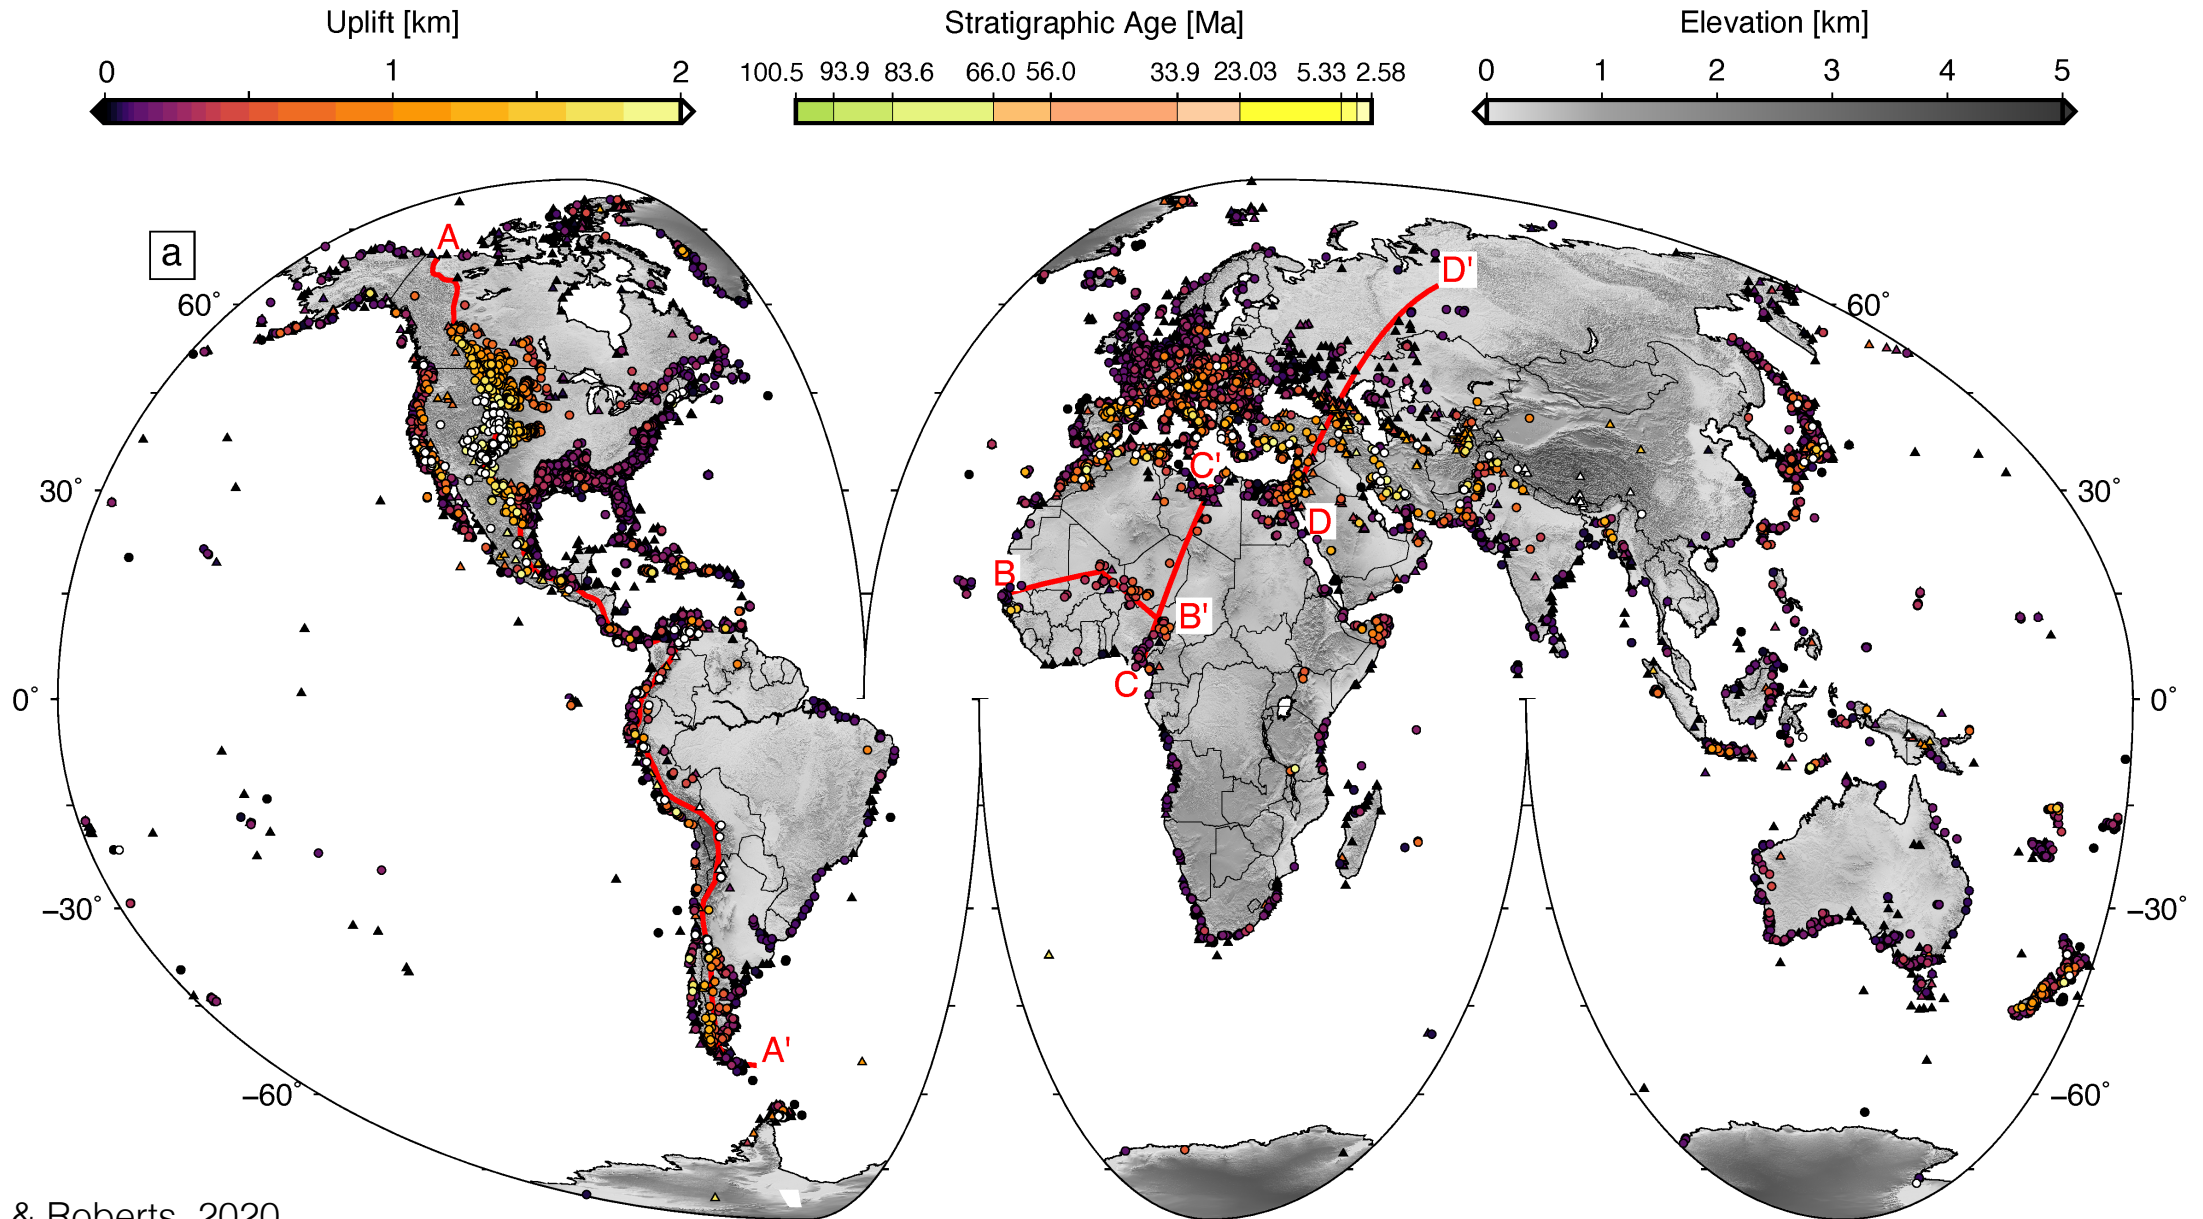 Uplift [km] Stratigraphic Age [Ma] Elevation [km]
0 1 2 100.5 93.9 83.6 66.0 56.0 33.9 23.03 5.33 2.58 0 1 2 3 4 5
a
A
D'
60˚ 60˚
C'
30˚ 30˚
D
B
B'
C
0˚ 0˚
−30˚ −30˚
A'
−60˚ −60˚
& Roberts, 2020